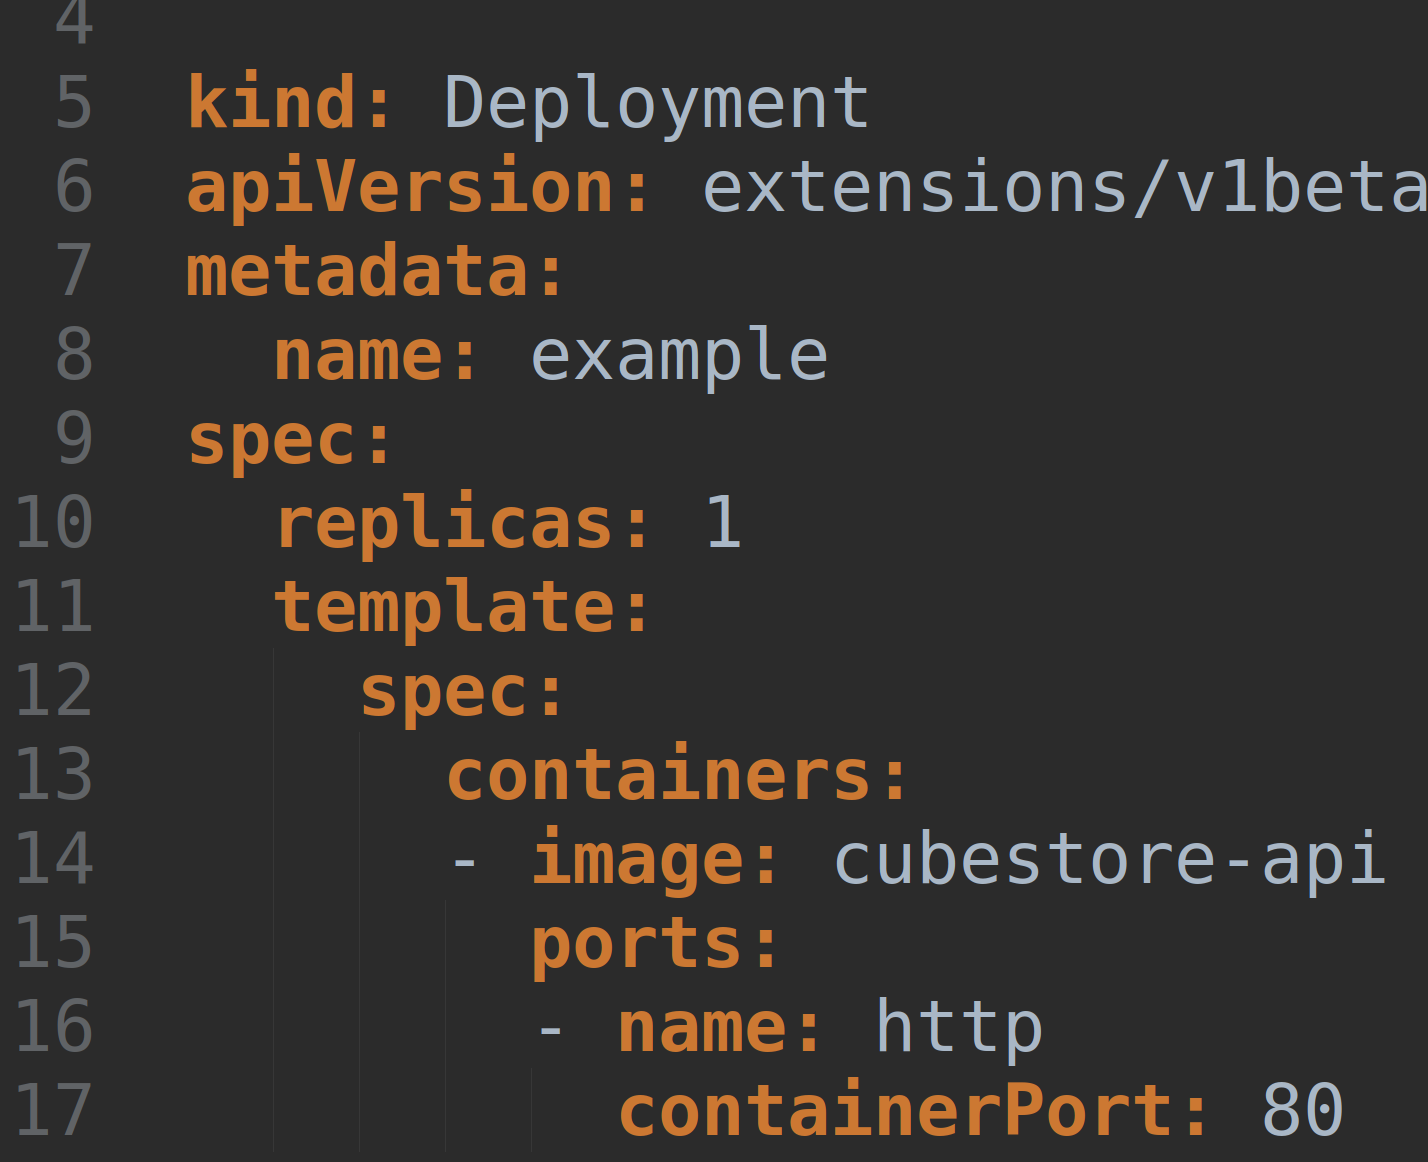 4
5 kind: Deployment
6 apiVersion: extensions/v1beta
7 metadata:
8   name: example
9 spec:
10   replicas: 1
11   template:
12     spec:
13       containers:
14       - image: cubestore-api
15         ports:
16         - name: http
17           containerPort: 80